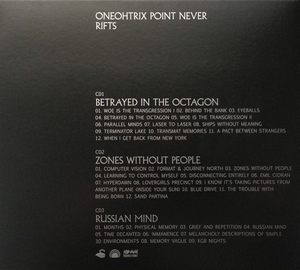 ONEOHTRIX POINT NEVER
RIFTS
CD1
BETRAYED IN THE OCTAGON
01. WOE IS THE TRANSGRESSION I 02. BEHIND THE BANK 03. EYEBALLS
04. BETRAYED IN THE OCTAGON 05. WOE IS THE TRANSGRESSION II
06. PARALLEL MINDS 07. LASER TO LASER 08. SHIPS WITHOUT MEANING
09. TERMINATOR LAKE 10. TRANSMAT MEMORIES 11. A PACT BETWEEN STRANGERS
12. WHEN I GET BACK FROM NEW YORK
CD2
ZONES WITHOUT PEOPLE
01. COMPUTER VISION 02. FORMAT & JOURNEY NORTH 03. ZONES WITHOUT PEOPLE
04. LEARNING TO CONTROL MYSELF 05. DISCONNECTING ENTIRELY 06. EMIL CIORAN
07. HYPERDAWN 08. LOVERGIRLS PRECINCT 09. I KNOW IT'S TAKING PICTURES FROM
ANOTHER PLANE (INSIDE YOUR SUN) 10. BLUE DRIVE 11. THE TROUBLE WITH
BEING BORN 12. SAND PARTINA
CD3
RUSSIAN MIND
01. MONTHS 02. PHYSICAL MEMORY 03. GRIEF AND REPETITION 04. RUSSIAN MIND
05. TIME DECANTED 06. IMMANENCE 07. MELANCHOLY DESCRIPTIONS OF SIMPLE
3D ENVIRONMENTS 08. MEMORY VAGUE 09. KGB NIGHTS